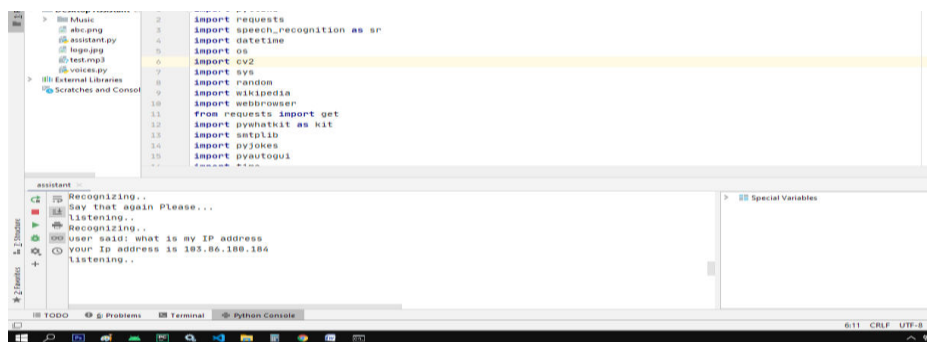 Music
abc.png
assistant.py
logo.jpg
test.mp3
voices.py
External Libraries
Scratches and Consol
2 import requests
3 import speech_recognition as sr
4 import datetime
5 import os
6 import cv2
7 import sys
8 import random
9 import wikipedia
10 import webbrowser
11 from requests import get
12 import pywhatkit as kit
13 import smtplib
14 import pyjokes
15 import pyautogui
assistant
Recognizing..
Say that again Please...
listening..
Recognizing..
user said: what is my IP address
your Ip address is 103.86.180.184
listening..
Special Variables
Z: Structure
2: Favorites
TODO
6: Problems
Terminal
Python Console
6:11 CRLF UTF-8